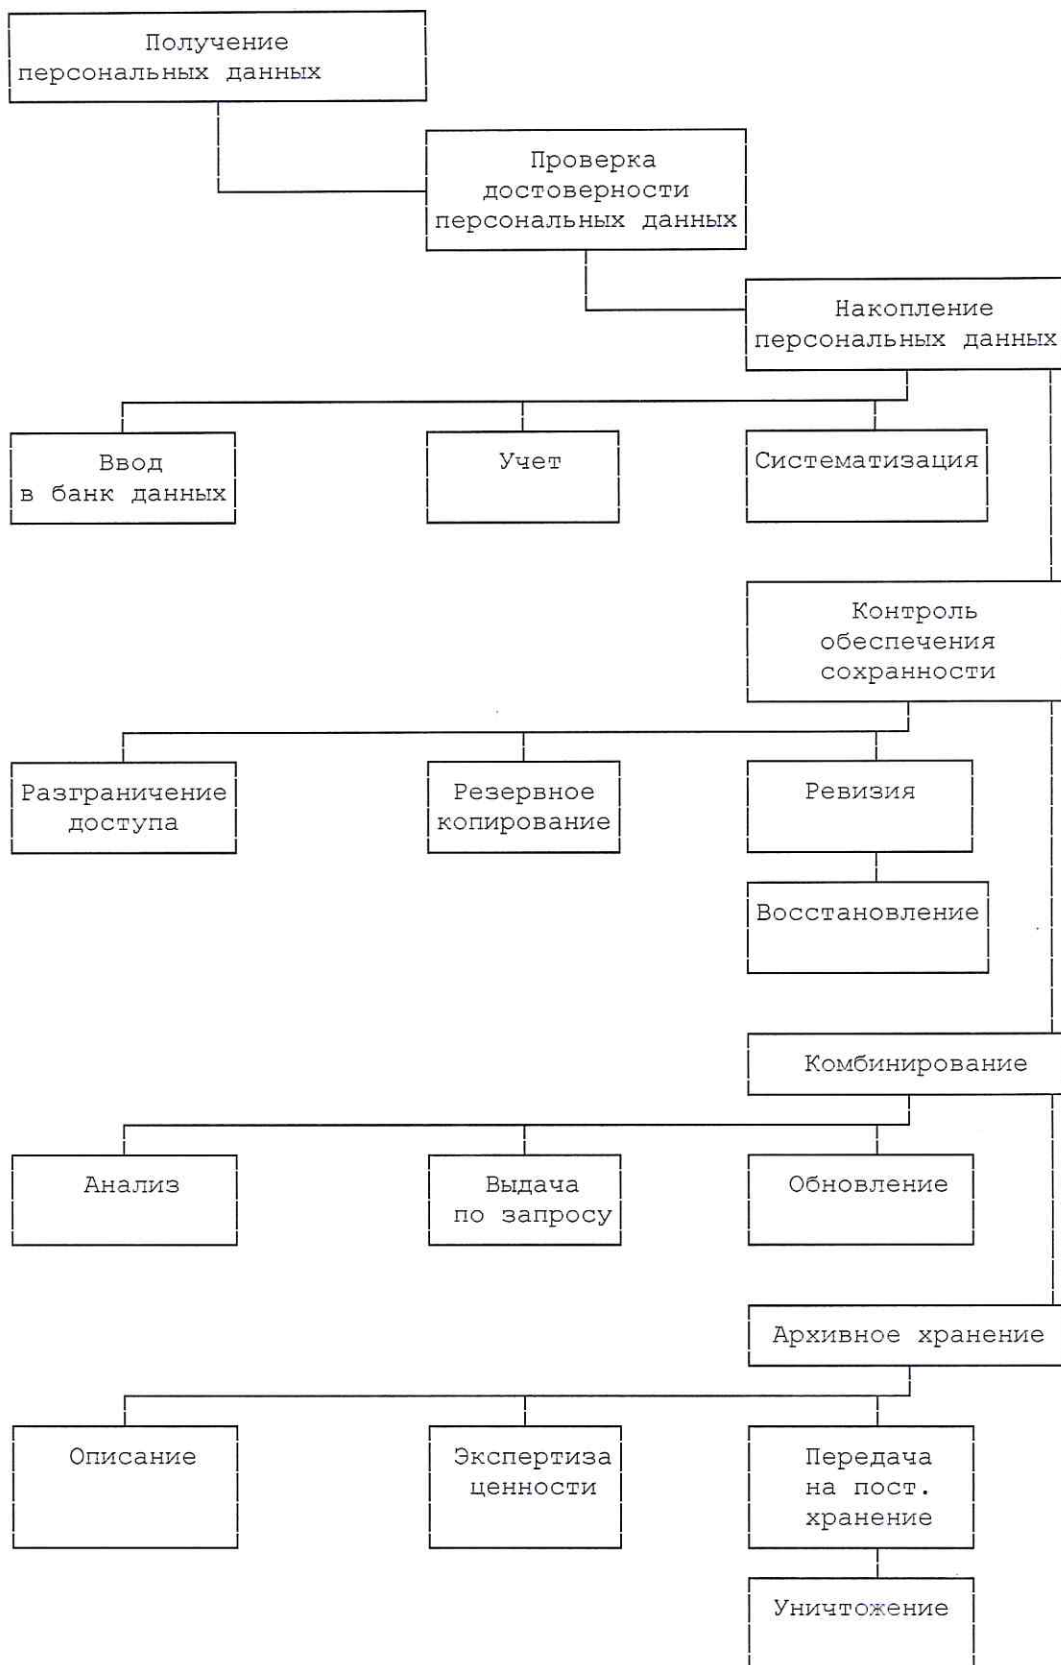 Получение
персональных данных
Проверка
достоверности
персональных данных
Накопление
персональных данных
Ввод
в банк данных
Учет
Систематизация
Контроль
обеспечения
сохранности
Разграничение
доступа
Резервное
копирование
Ревизия
Восстановление
Комбинирование
Анализ
Выдача
по запросу
Обновление
Архивное хранение
Описание
Экспертиза
ценности
Передача
на пост.
хранение
Уничтожение